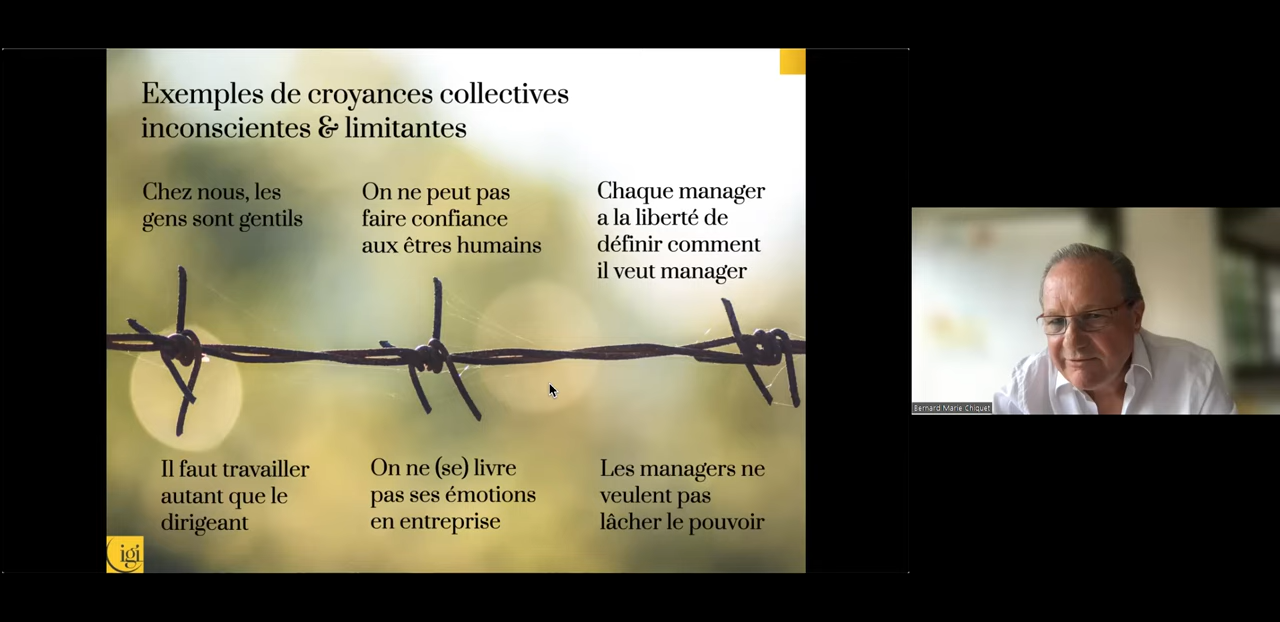 Exemples de croyances collectives
inconscientes & limitantes
Chez nous, les
gens sont gentils
On ne peut pas
faire confiance
aux êtres humains
Chaque manager
a la liberté de
définir comment
il veut manager
Il faut travailler
autant que le
dirigeant
On ne (se) livre
pas ses émotions
en entreprise
Les managers ne
veulent pas
lâcher le pouvoir
igi
Bernard Marie Chiquet